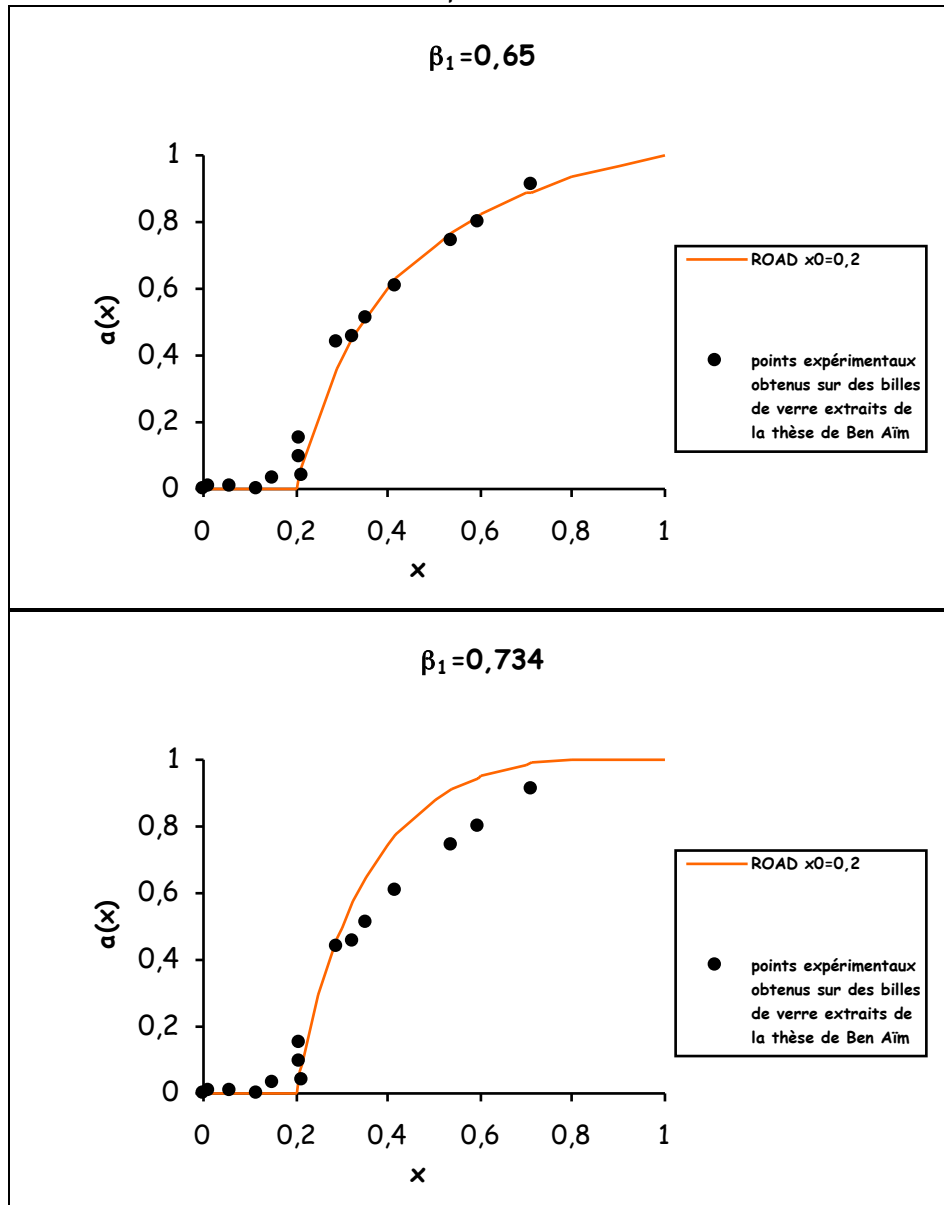 β₁=0,65
1
0,8
0,6
0,4
0,2
0
a(x)
0 0,2 0,4 0,6 0,8 1
x
ROAD x0=0,2
points expérimentaux
obtenus sur des billes
de verre extraits de
la thèse de Ben Aïm
β₁=0,734
1
0,8
0,6
0,4
0,2
0
a(x)
0 0,2 0,4 0,6 0,8 1
x
ROAD x0=0,2
points expérimentaux
obtenus sur des billes
de verre extraits de
la thèse de Ben Aïm